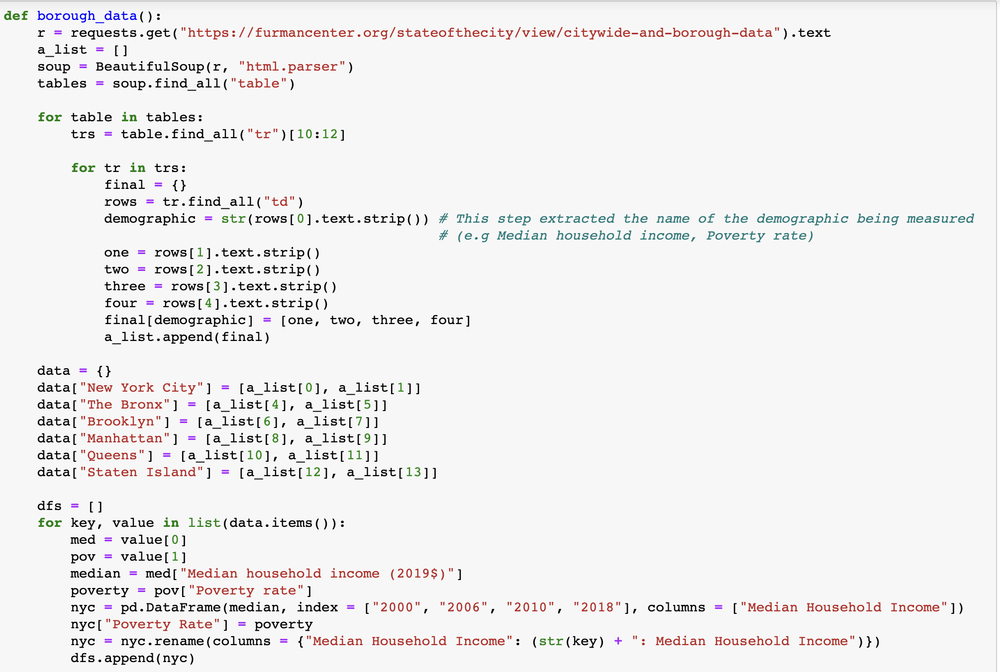 def borough_data():
    r = requests.get("https://furmancenter.org/stateofthecity/view/citywide-and-borough-data").text
    a_list = []
    soup = BeautifulSoup(r, "html.parser")
    tables = soup.find_all("table")

    for table in tables:
        trs = table.find_all("tr")[10:12]

        for tr in trs:
            final = {}
            rows = tr.find_all("td")
            demographic = str(rows[0].text.strip()) # This step extracted the name of the demographic being measured
                                                    # (e.g Median household income, Poverty rate)
            one = rows[1].text.strip()
            two = rows[2].text.strip()
            three = rows[3].text.strip()
            four = rows[4].text.strip()
            final[demographic] = [one, two, three, four]
            a_list.append(final)

    data = {}
    data["New York City"] = [a_list[0], a_list[1]]
    data["The Bronx"] = [a_list[4], a_list[5]]
    data["Brooklyn"] = [a_list[6], a_list[7]]
    data["Manhattan"] = [a_list[8], a_list[9]]
    data["Queens"] = [a_list[10], a_list[11]]
    data["Staten Island"] = [a_list[12], a_list[13]]

    dfs = []
    for key, value in list(data.items()):
        med = value[0]
        pov = value[1]
        median = med["Median household income (2019$)"]
        poverty = pov["Poverty rate"]
        nyc = pd.DataFrame(median, index = ["2000", "2006", "2010", "2018"], columns = ["Median Household Income"])
        nyc["Poverty Rate"] = poverty
        nyc = nyc.rename(columns = {"Median Household Income": (str(key) + ": Median Household Income")})
        dfs.append(nyc)